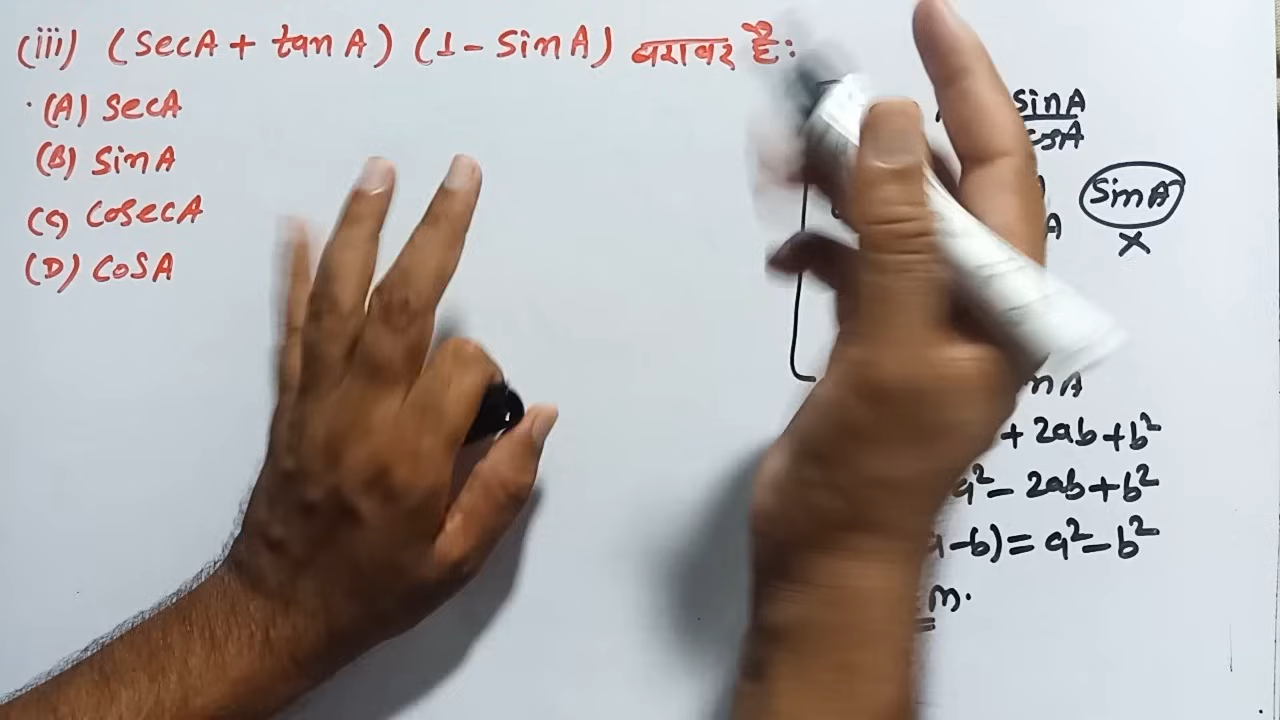 (iii) (SecA + tanA) (1 - SinA) बराबर है:
(A) SecA
(B) SinA
(C) CosecA
(D) CosA
sinA
SinA
A
x
nA
+ 2ab + b²
a² - 2ab + b²
-b) = a² - b²
m.